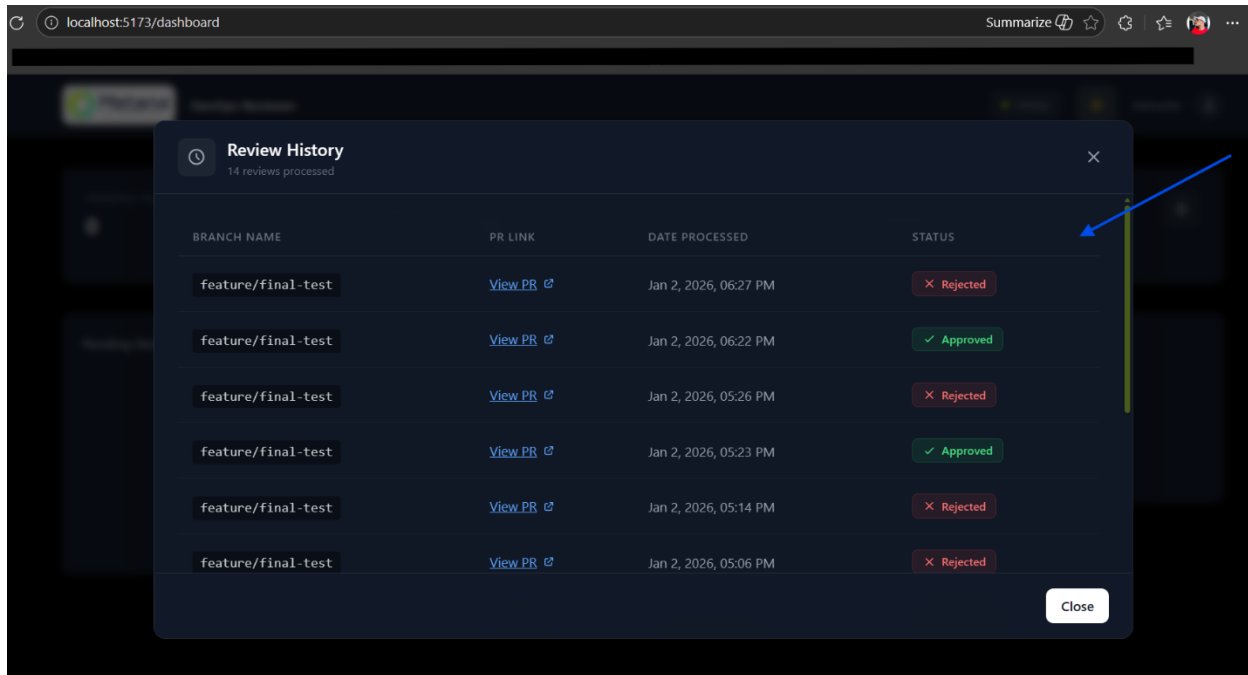 localhost:5173/dashboard
Summarize
Review History
14 reviews processed
BRANCH NAME PR LINK DATE PROCESSED STATUS
feature/final-test View PR Jan 2, 2026, 06:27 PM Rejected
feature/final-test View PR Jan 2, 2026, 06:22 PM Approved
feature/final-test View PR Jan 2, 2026, 05:26 PM Rejected
feature/final-test View PR Jan 2, 2026, 05:23 PM Approved
feature/final-test View PR Jan 2, 2026, 05:14 PM Rejected
feature/final-test View PR Jan 2, 2026, 05:06 PM Rejected
Close